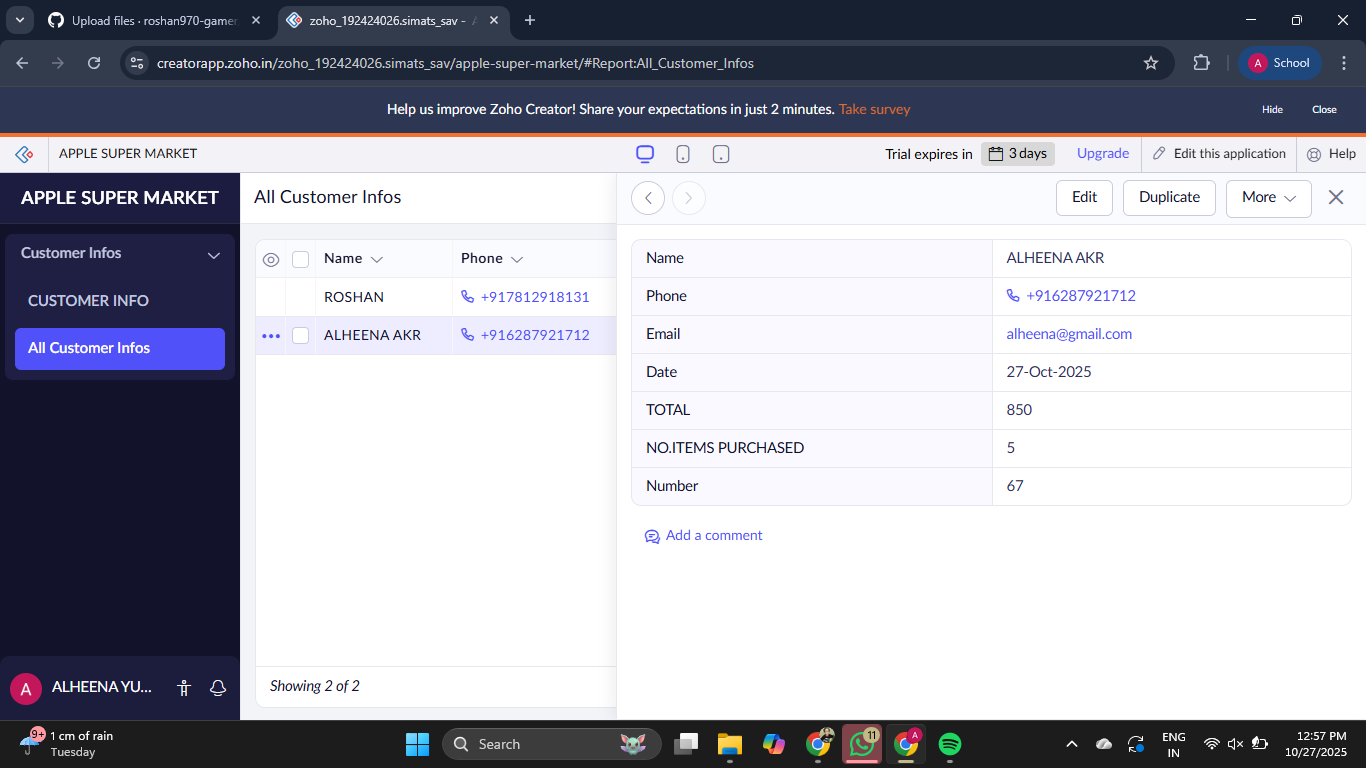 Upload files · roshan970-gamer
zoho_192424026.simats_sav - A
creatorapp.zoho.in/zoho_192424026.simats_sav/apple-super-market/#Report:All_Customer_Infos
A School
Help us improve Zoho Creator! Share your expectations in just 2 minutes. Take survey
Hide
Close
APPLE SUPER MARKET
Trial expires in 3 days
Upgrade
Edit this application
Help
APPLE SUPER MARKET
Customer Infos
CUSTOMER INFO
All Customer Infos
A ALHEENA YU...
All Customer Infos
Name Phone
ROSHAN +917812918131
ALHEENA AKR +916287921712
Showing 2 of 2
Edit
Duplicate
More
Name ALHEENA AKR
Phone +916287921712
Email alheena@gmail.com
Date 27-Oct-2025
TOTAL 850
NO.ITEMS PURCHASED 5
Number 67
Add a comment
9+
1 cm of rain
Tuesday
Search
11
A
ENG
IN
12:57 PM
10/27/2025